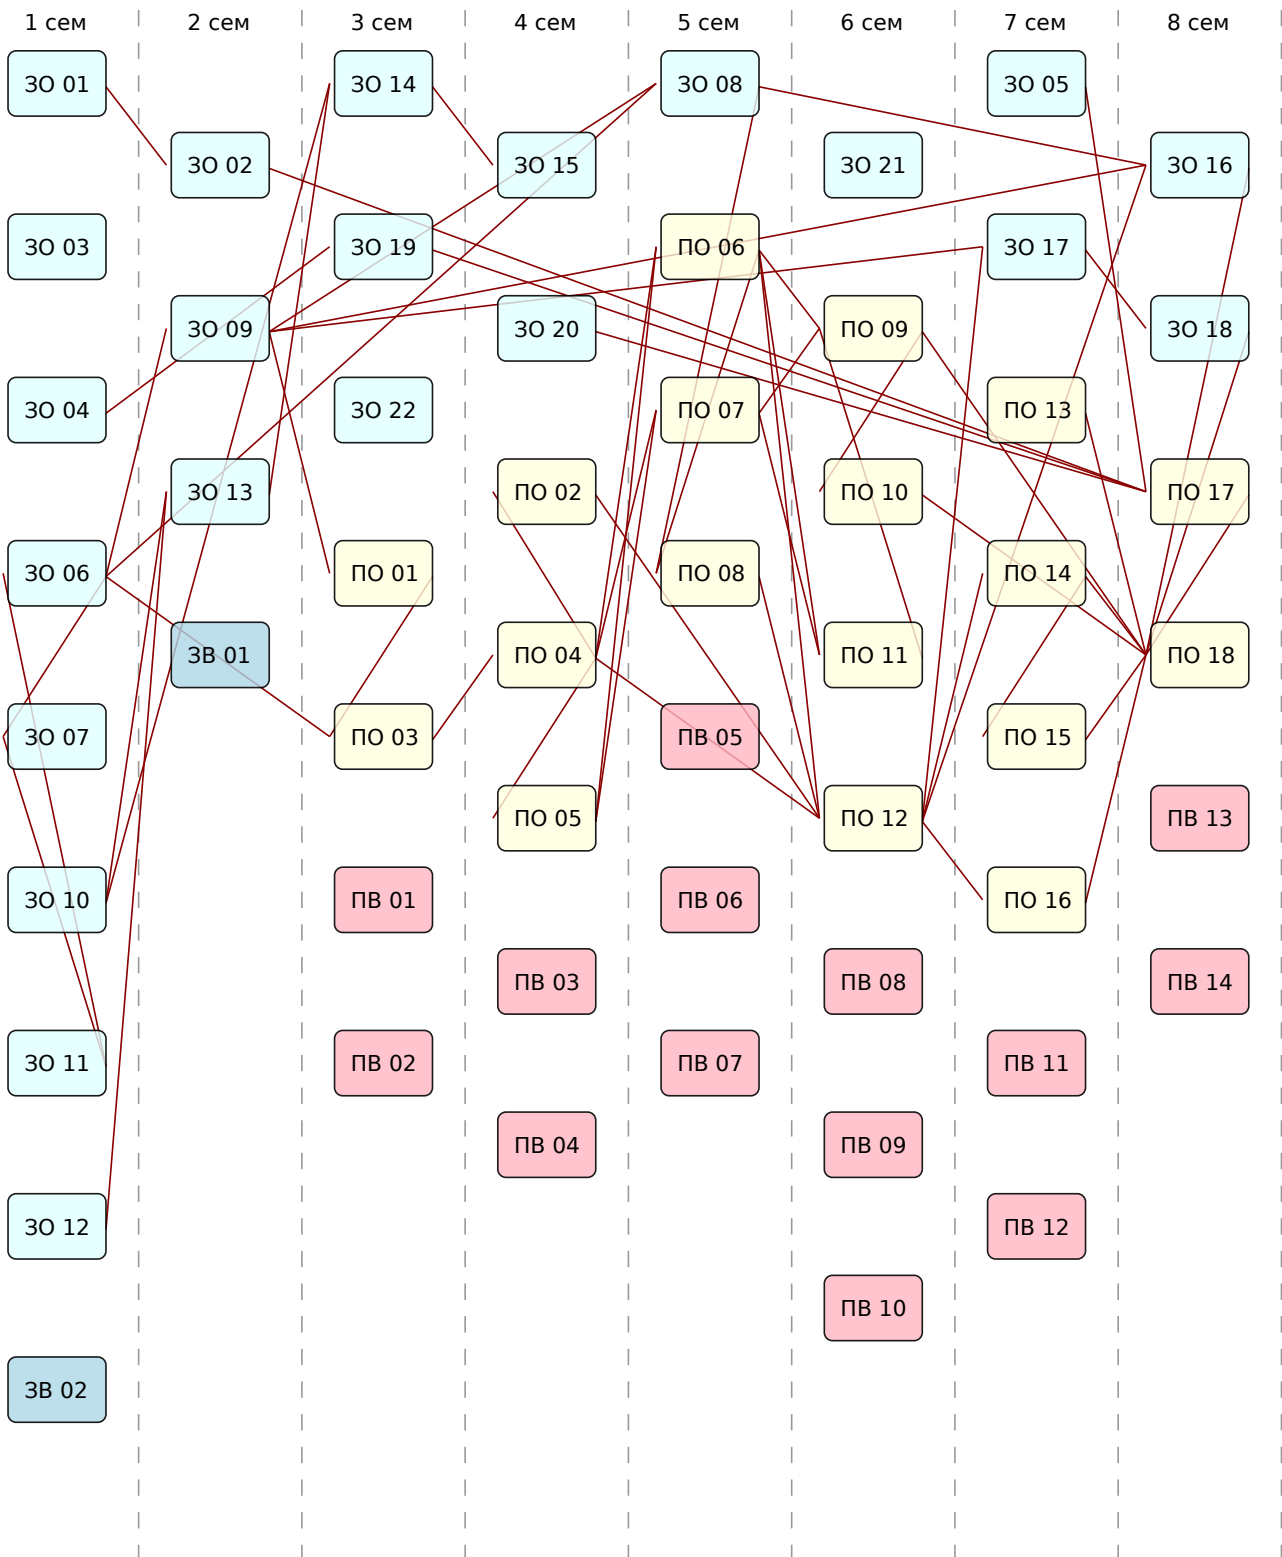 1 сем 2 сем 3 сем 4 сем 5 сем 6 сем 7 сем 8 сем
ЗО 01 ЗО 14 ЗО 08 ЗО 05
ЗО 02 ЗО 15 ЗО 21 ЗО 16
ЗО 03 ЗО 19 ПО 06 ЗО 17
ЗО 09 ЗО 20 ПО 09 ЗО 18
ЗО 04 ЗО 22 ПО 07 ПО 13
ЗО 13 ПО 02 ПО 10 ПО 17
ЗО 06 ПО 01 ПО 08 ПО 14
ЗВ 01 ПО 04 ПО 11 ПО 18
ЗО 07 ПО 03 ПВ 05 ПО 15
ПО 05 ПО 12 ПВ 13
ЗО 10 ПВ 01 ПВ 06 ПО 16
ПВ 03 ПВ 08 ПВ 14
ЗО 11 ПВ 02 ПВ 07 ПВ 11
ПВ 04 ПВ 09
ЗО 12 ПВ 12
ПВ 10
ЗВ 02